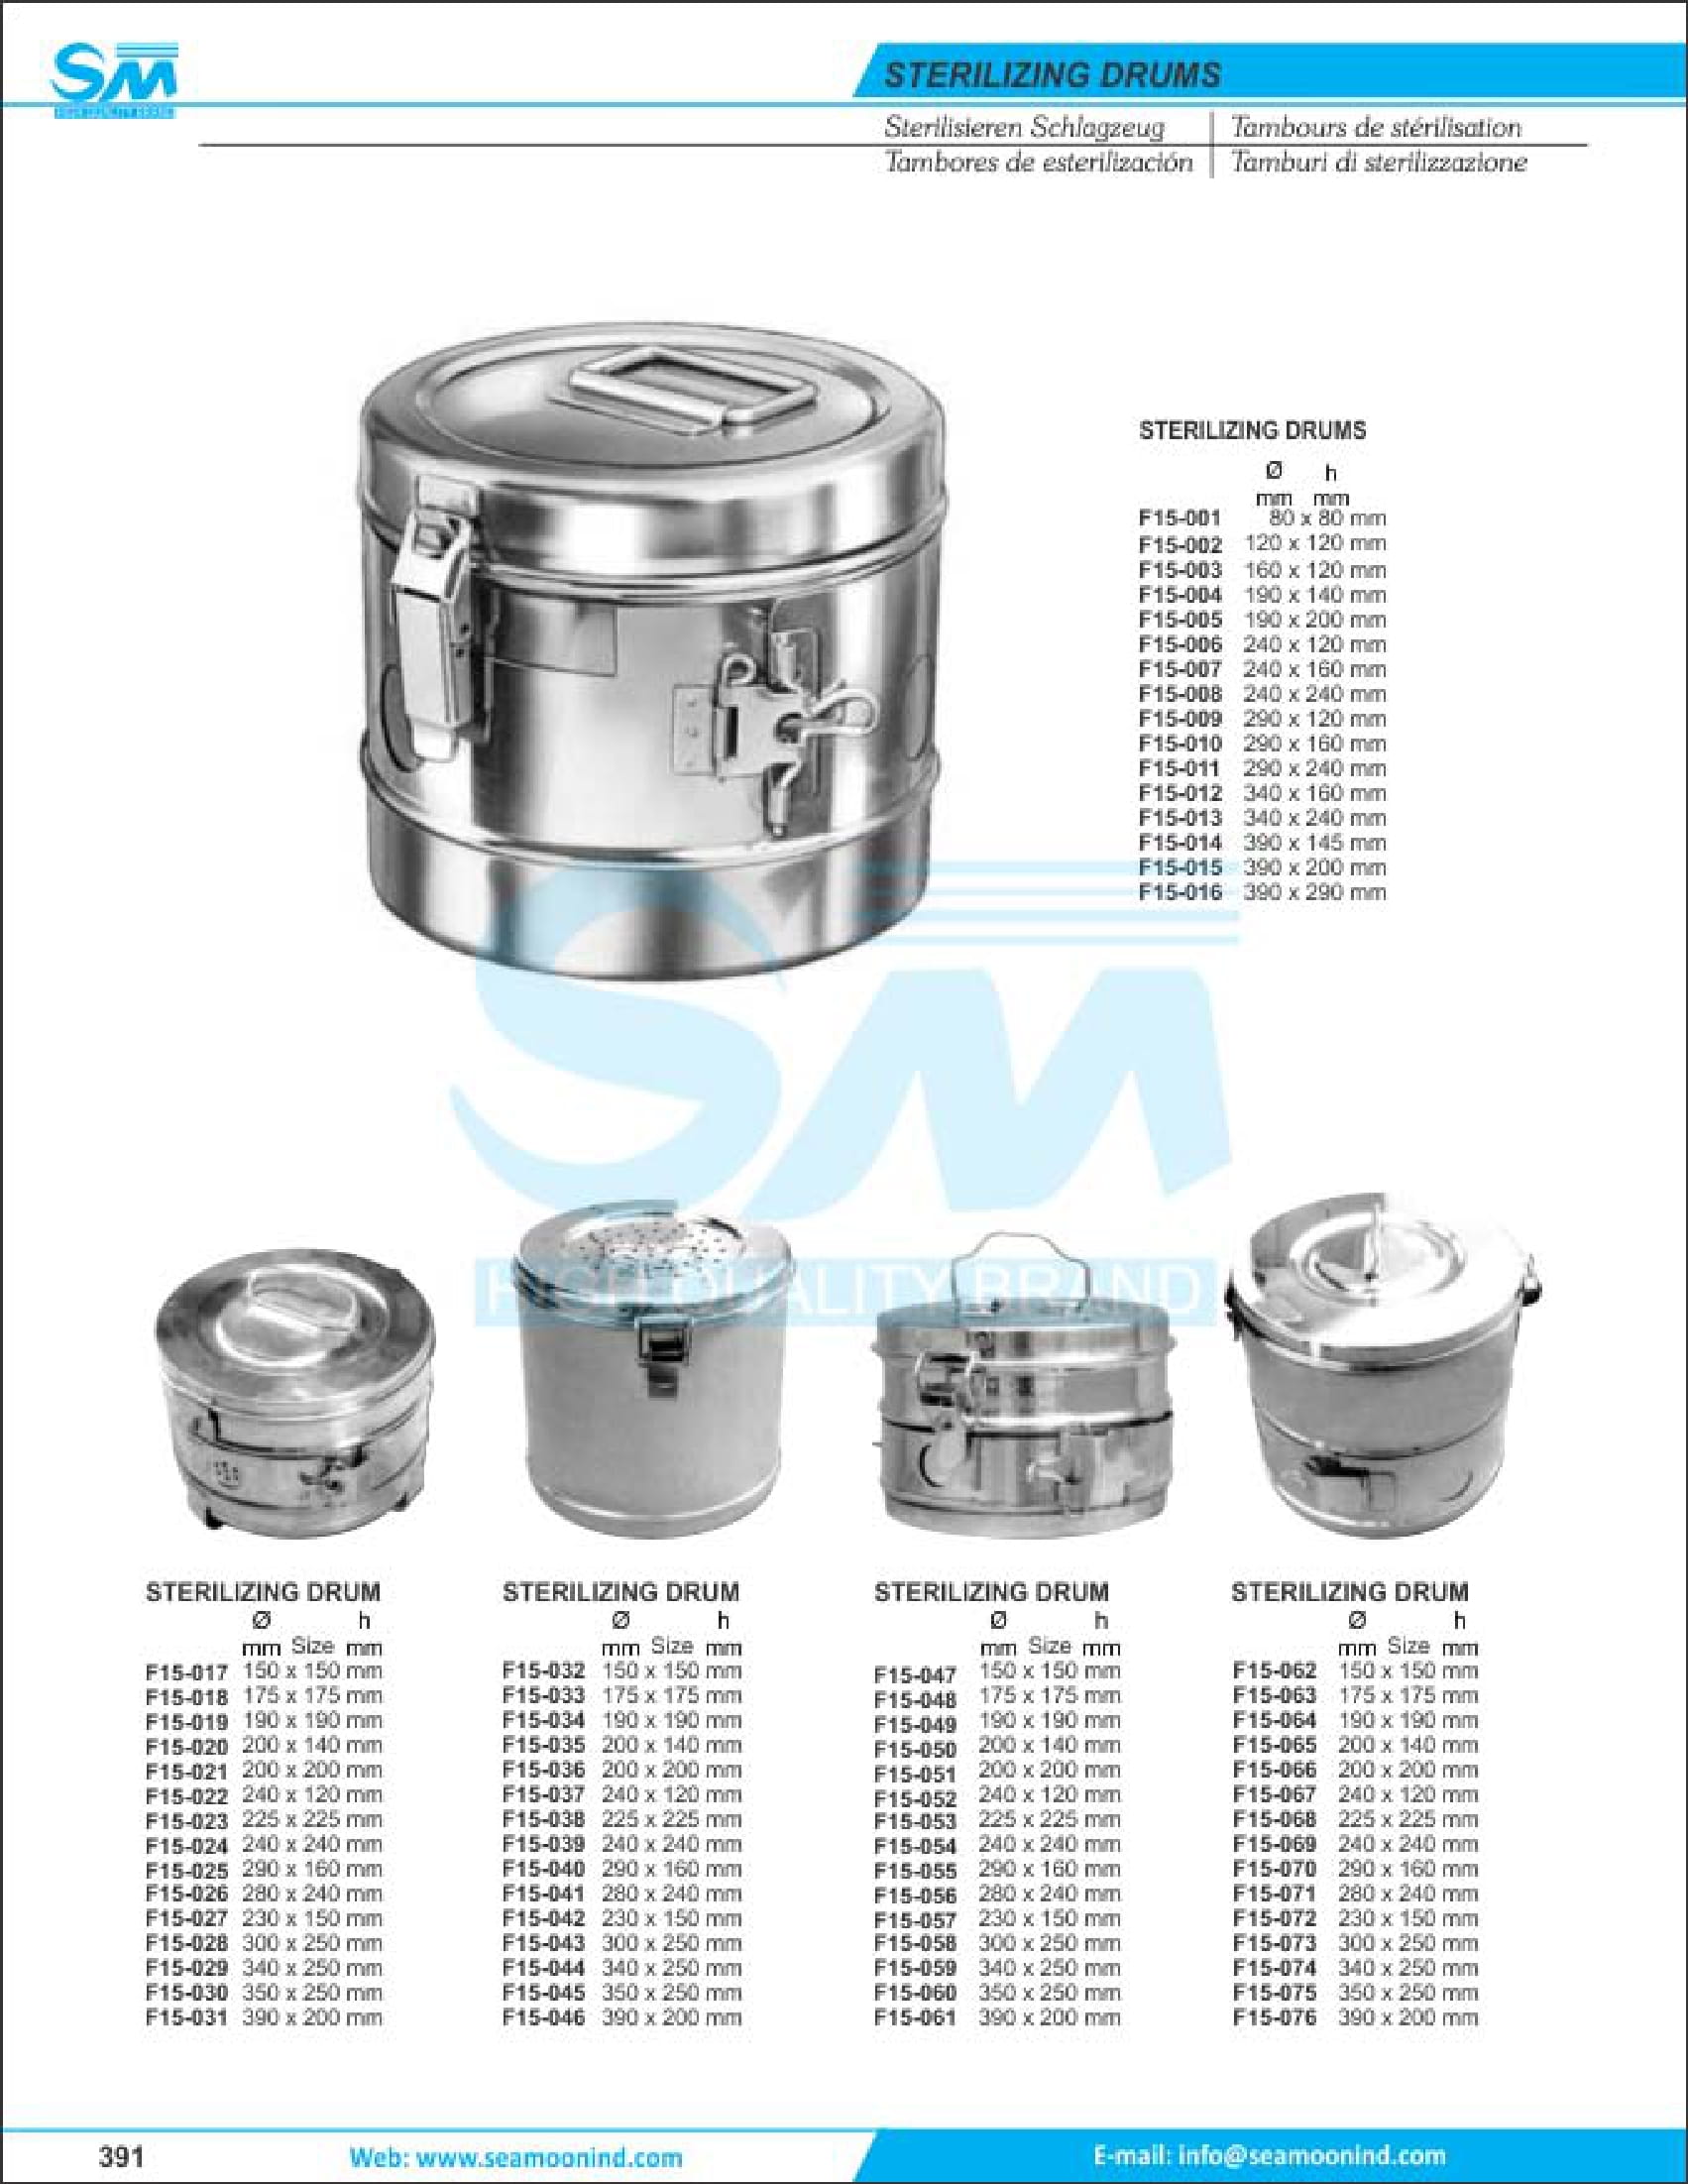 SM
HIGH QUALITY BRAND
STERILIZING DRUMS
Sterilisieren Schlagzeug
Tambours de stérilisation
Tambores de esterilización
Tamburi di sterilizzazione
STERILIZING DRUMS
Ø h
mm mm
F15-001 80 x 80 mm
F15-002 120 x 120 mm
F15-003 160 x 120 mm
F15-004 190 x 140 mm
F15-005 190 x 200 mm
F15-006 240 x 120 mm
F15-007 240 x 160 mm
F15-008 240 x 240 mm
F15-009 290 x 120 mm
F15-010 290 x 160 mm
F15-011 290 x 240 mm
F15-012 340 x 160 mm
F15-013 340 x 240 mm
F15-014 390 x 145 mm
F15-015 390 x 200 mm
F15-016 390 x 290 mm
SM
HIGH QUALITY BRAND
STERILIZING DRUM
Ø h
mm Size mm
F15-017 150 x 150 mm
F15-018 175 x 175 mm
F15-019 190 x 190 mm
F15-020 200 x 140 mm
F15-021 200 x 200 mm
F15-022 240 x 120 mm
F15-023 225 x 225 mm
F15-024 240 x 240 mm
F15-025 290 x 160 mm
F15-026 280 x 240 mm
F15-027 230 x 150 mm
F15-028 300 x 250 mm
F15-029 340 x 250 mm
F15-030 350 x 250 mm
F15-031 390 x 200 mm
STERILIZING DRUM
Ø h
mm Size mm
F15-032 150 x 150 mm
F15-033 175 x 175 mm
F15-034 190 x 190 mm
F15-035 200 x 140 mm
F15-036 200 x 200 mm
F15-037 240 x 120 mm
F15-038 225 x 225 mm
F15-039 240 x 240 mm
F15-040 290 x 160 mm
F15-041 280 x 240 mm
F15-042 230 x 150 mm
F15-043 300 x 250 mm
F15-044 340 x 250 mm
F15-045 350 x 250 mm
F15-046 390 x 200 mm
STERILIZING DRUM
Ø h
mm Size mm
F15-047 150 x 150 mm
F15-048 175 x 175 mm
F15-049 190 x 190 mm
F15-050 200 x 140 mm
F15-051 200 x 200 mm
F15-052 240 x 120 mm
F15-053 225 x 225 mm
F15-054 240 x 240 mm
F15-055 290 x 160 mm
F15-056 280 x 240 mm
F15-057 230 x 150 mm
F15-058 300 x 250 mm
F15-059 340 x 250 mm
F15-060 350 x 250 mm
F15-061 390 x 200 mm
STERILIZING DRUM
Ø h
mm Size mm
F15-062 150 x 150 mm
F15-063 175 x 175 mm
F15-064 190 x 190 mm
F15-065 200 x 140 mm
F15-066 200 x 200 mm
F15-067 240 x 120 mm
F15-068 225 x 225 mm
F15-069 240 x 240 mm
F15-070 290 x 160 mm
F15-071 280 x 240 mm
F15-072 230 x 150 mm
F15-073 300 x 250 mm
F15-074 340 x 250 mm
F15-075 350 x 250 mm
F15-076 390 x 200 mm
391
Web: www.seamoonind.com
E-mail: info@seamoonind.com